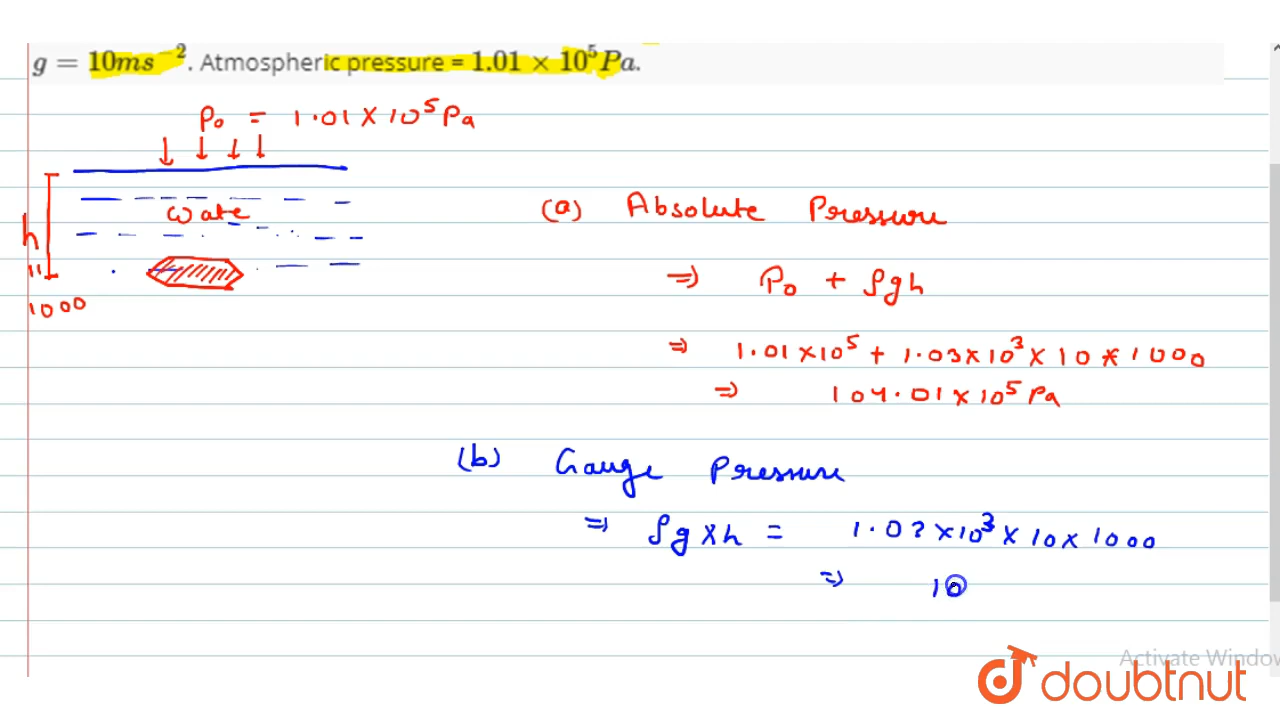 g = 10ms⁻². Atmospheric pressure = 1.01 × 10⁵Pa.
P₀ = 1.01 × 10⁵ Pa
Wate
h
=
1000
(a) Absolute Pressure
⇒ P₀ + ρgh
⇒ 1.01×10⁵ + 1.03×10³ × 10 × 1000
⇒ 104.01×10⁵ Pa
(b) Gauge Pressure
⇒ ρg×h = 1.03×10³×10×1000
⇒ 10
Activate Window
doubtnut